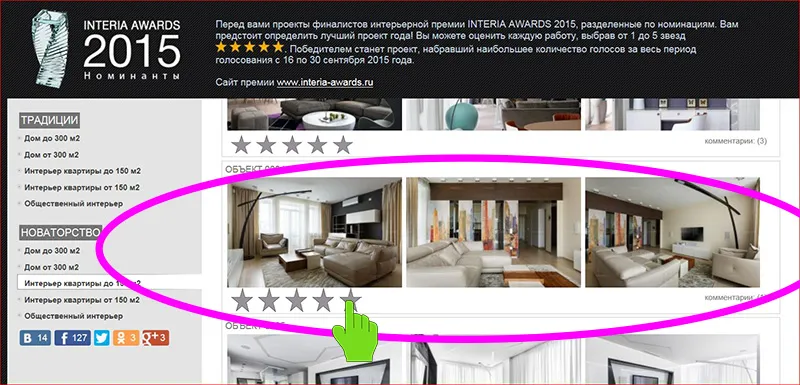 INTERIA AWARDS
2015
Номинанты
Перед вами проекты финалистов интерьерной премии INTERIA AWARDS 2015, разделенные по номинациям. Вам
предстоит определить лучший проект года! Вы можете оценить каждую работу, выбрав от 1 до 5 звезд
. Победителем станет проект, набравший наибольшее количество голосов за весь период
голосования с 16 по 30 сентября 2015 года.
Сайт премии www.interia-awards.ru
ТРАДИЦИИ
Дом до 300 м2
Дом от 300 м2
Интерьер квартиры до 150 м2
Интерьер квартиры от 150 м2
Общественный интерьер
НОВАТОРСТВО
Дом до 300 м2
Дом от 300 м2
Интерьер квартиры до 150 м2
Интерьер квартиры от 150 м2
Общественный интерьер
14
127
3
3
комментарии: (3)
ОБЪЕКТ
комментарии:
ОБЪЕКТ